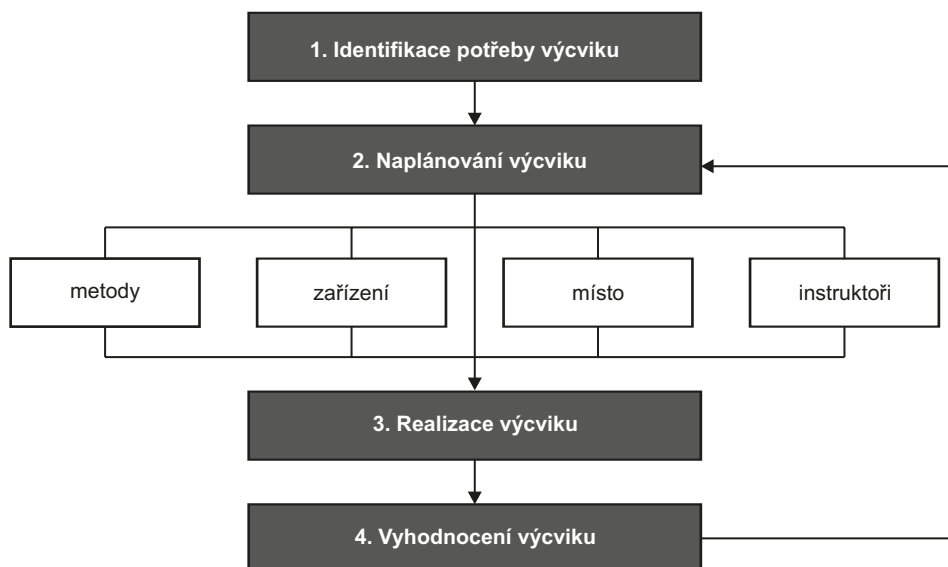 1. Identifikace potřeby výcviku
2. Naplánování výcviku
metody
zařízení
místo
instruktoři
3. Realizace výcviku
4. Vyhodnocení výcviku